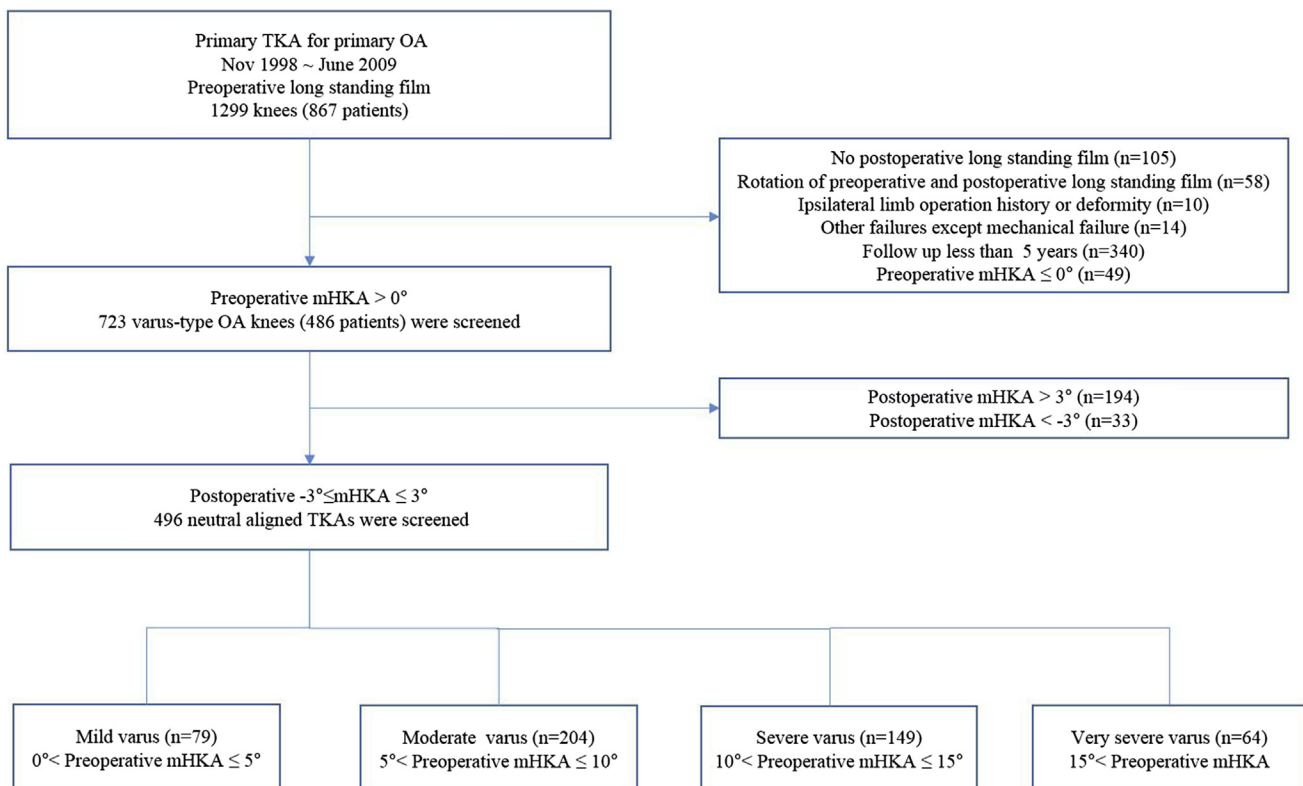 Primary TKA for primary OA
Nov 1998 ~ June 2009
Preoperative long standing film
1299 knees (867 patients)
No postoperative long standing film (n=105)
Rotation of preoperative and postoperative long standing film (n=58)
Ipsilateral limb operation history or deformity (n=10)
Other failures except mechanical failure (n=14)
Follow up less than 5 years (n=340)
Preoperative mHKA ≤ 0°  (n=49)
Preoperative mHKA > 0°
723 varus-type OA knees (486 patients) were screened
Postoperative mHKA > 3° (n=194)
Postoperative mHKA < -3° (n=33)
Postoperative -3°≤mHKA ≤ 3°
496 neutral aligned TKAs were screened
Mild varus (n=79)
0°< Preoperative mHKA ≤ 5°
Moderate varus (n=204)
5°< Preoperative mHKA ≤ 10°
Severe varus (n=149)
10°< Preoperative mHKA ≤ 15°
Very severe varus (n=64)
15°< Preoperative mHKA